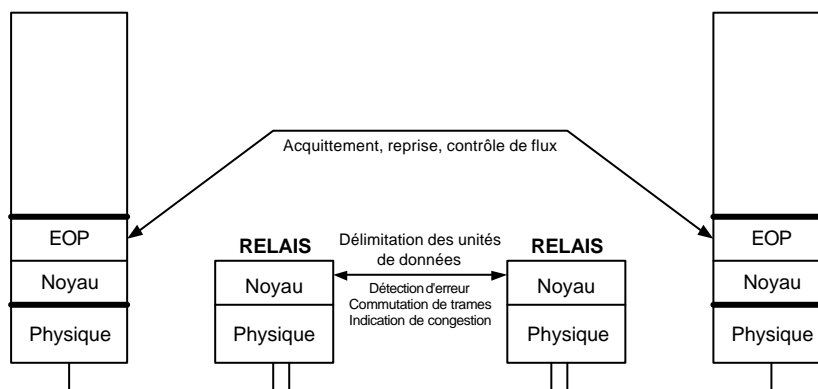 Acquittement, reprise, contrôle de flux
EOP
Noyau
Physique
RELAIS
Noyau
Physique
Délimitation des unités
de données
Détection d'erreur
Commutation de trames
Indication de congestion
RELAIS
Noyau
Physique
EOP
Noyau
Physique